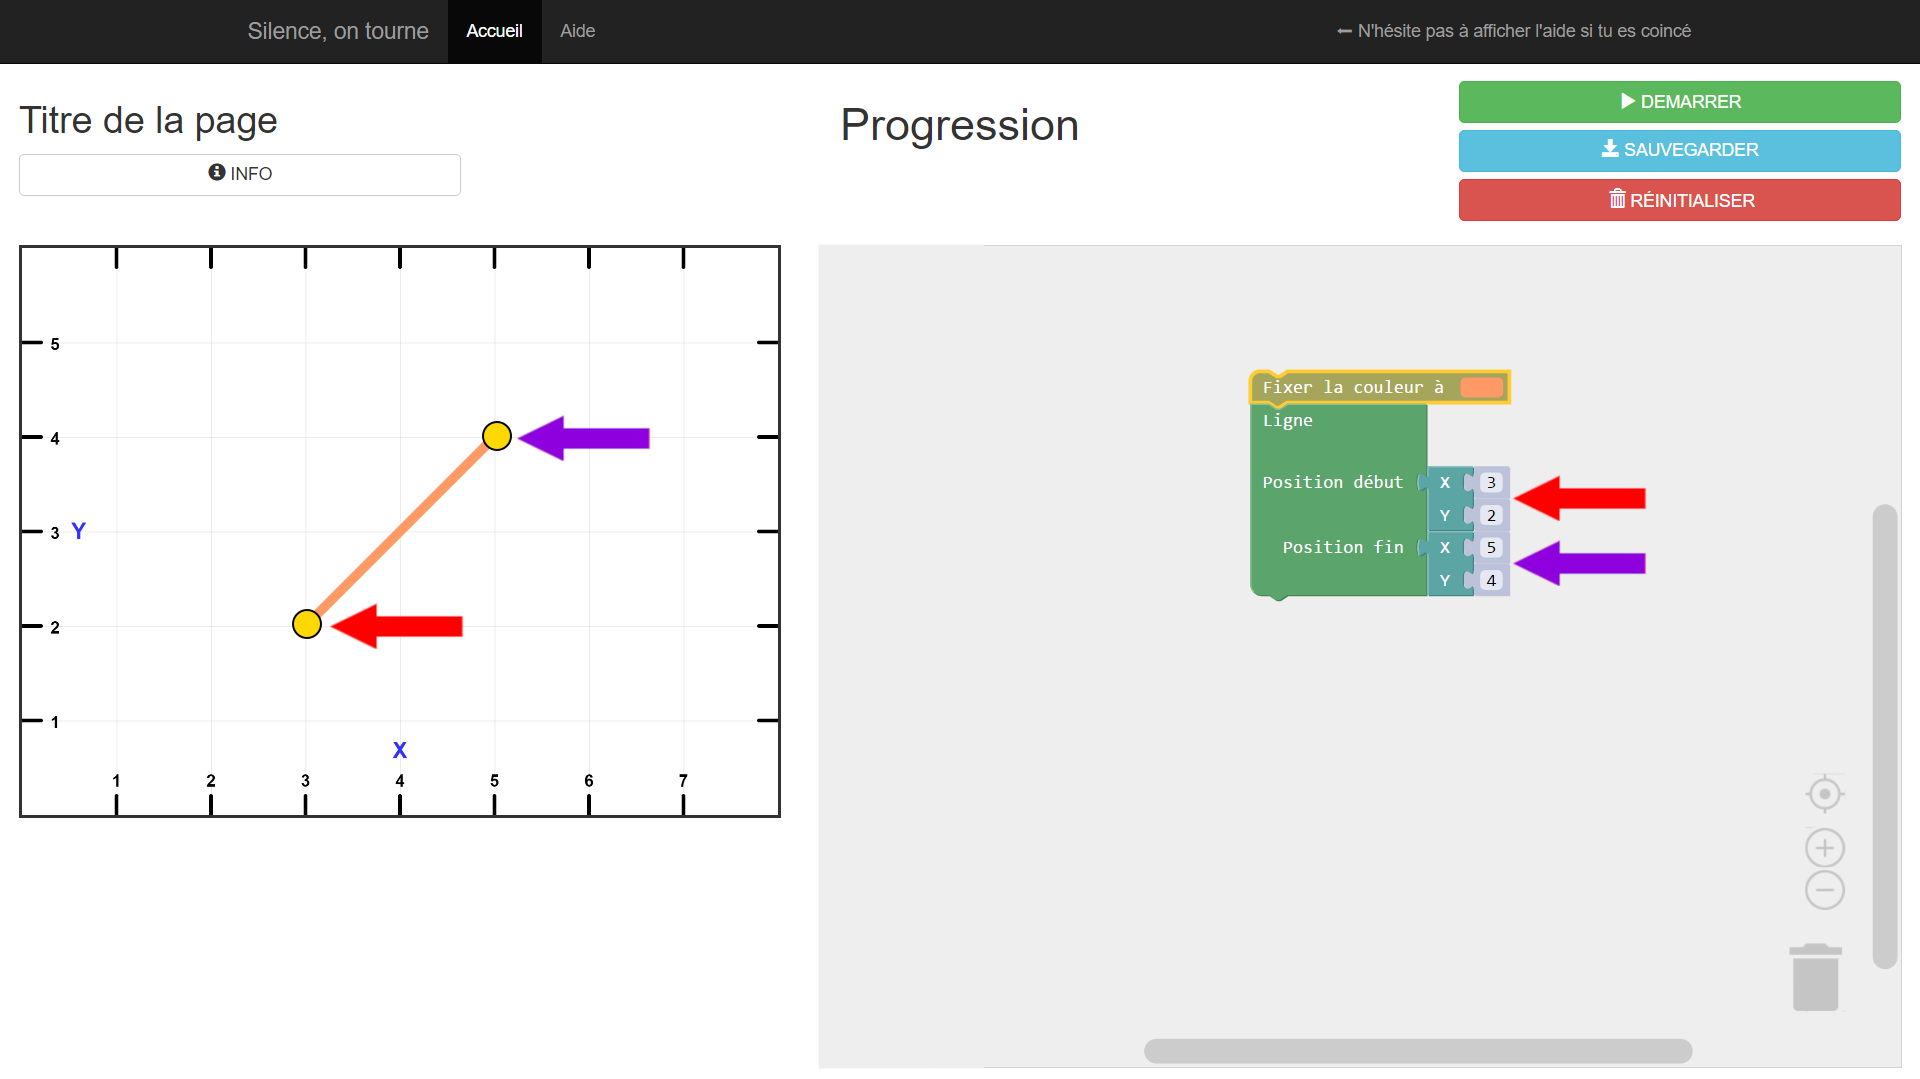 Silence, on tourne
Accueil
Aide
N'hésite pas à afficher l'aide si tu es coincé
Titre de la page
INFO
Progression
DEMARRER
SAUVEGARDER
RÉINITIALISER
5
4
3 Y
2
1
X
1 2 3 4 5 6 7
Fixer la couleur à
Ligne
Position début X 3
Y 2
Position fin X 5
Y 4